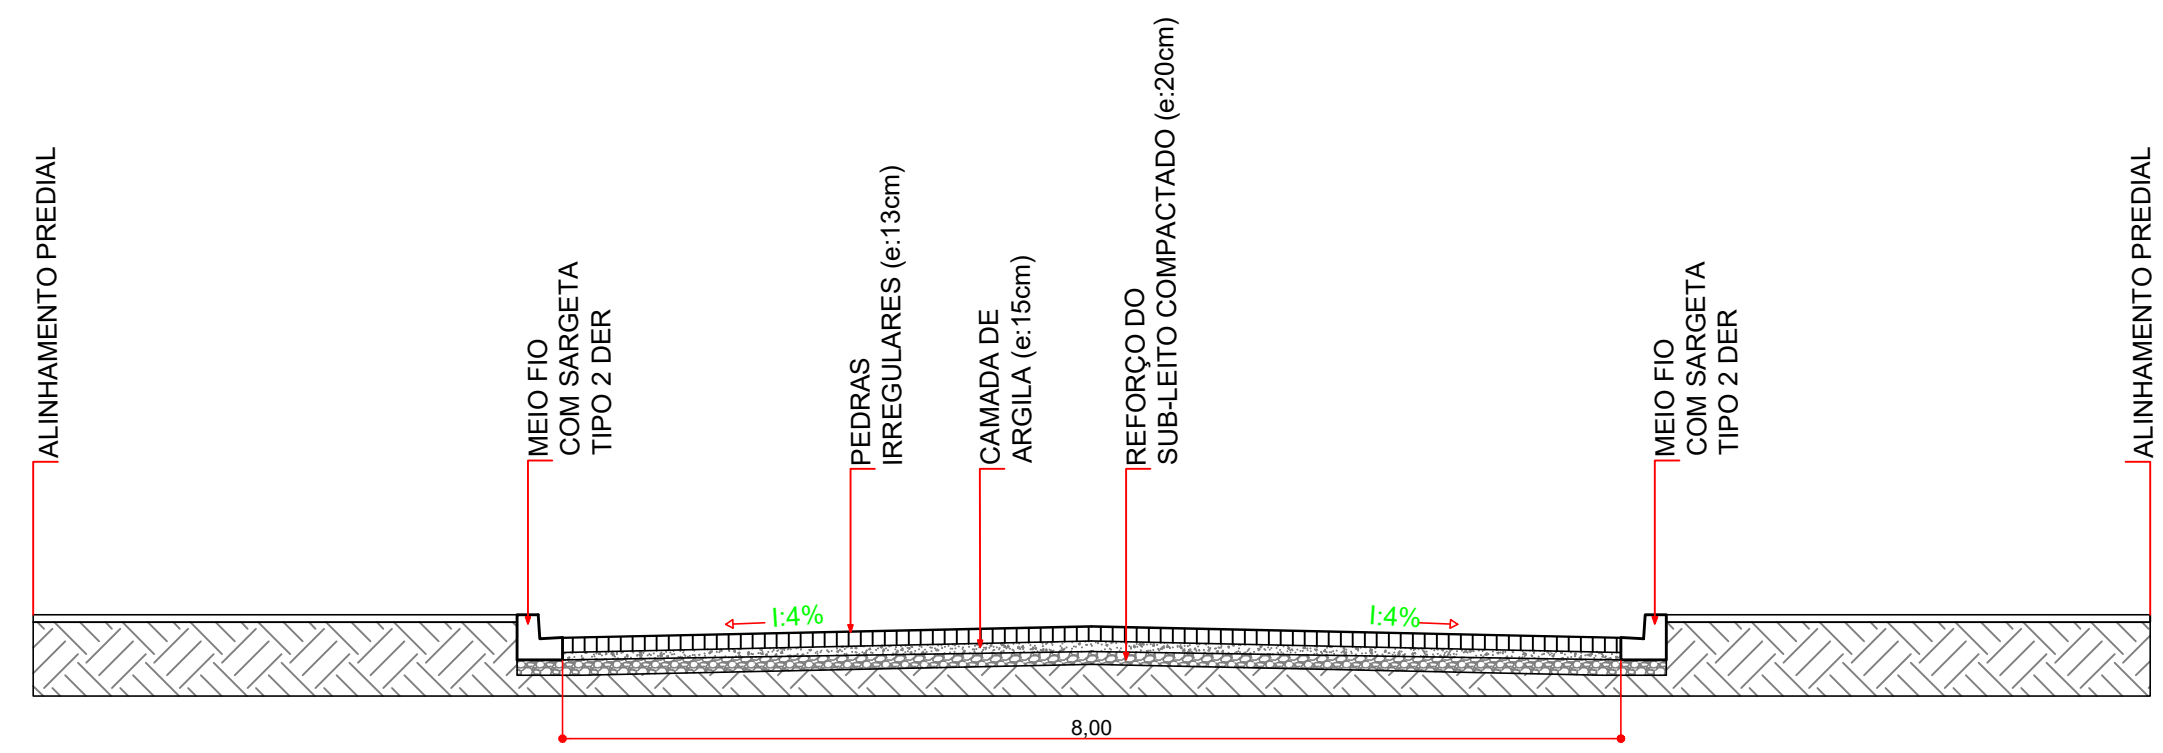 ALINHAMENTO PREDIAL
MEIO FIO
COM SARGETA
TIPO 2 DER
PEDRAS
IRREGULARES (e:13cm)
CAMADA DE
ARGILA (e:15cm)
REFORÇO DO
SUB-LEITO COMPACTADO (e:20cm)
MEIO FIO
COM SARGETA
TIPO 2 DER
ALINHAMENTO PREDIAL
I:4%
I:4%
8,00